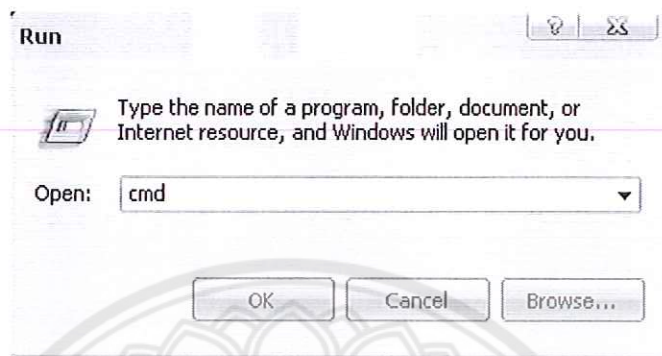 Run
Type the name of a program, folder, document, or
Internet resource, and Windows will open it for you.
Open: cmd
OK Cancel Browse...